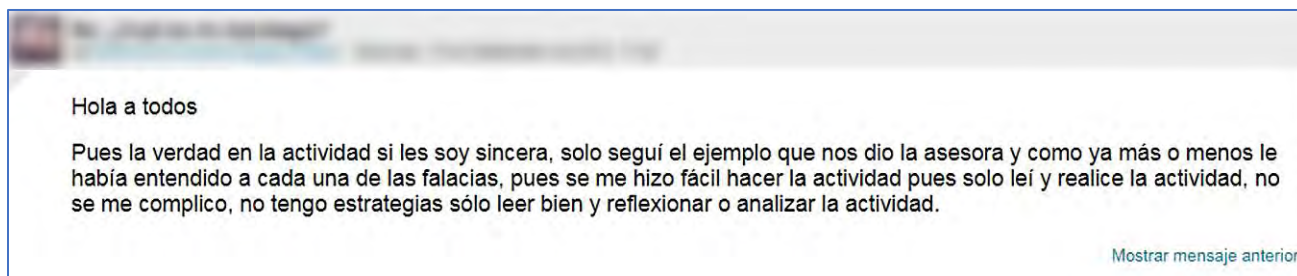 Hola a todos
Pues la verdad en la actividad si les soy sincera, solo seguí el ejemplo que nos dio la asesora y como ya más o menos le
había entendido a cada una de las falacias, pues se me hizo fácil hacer la actividad pues solo leí y realice la actividad, no
se me complico, no tengo estrategias sólo leer bien y reflexionar o analizar la actividad.
Mostrar mensaje anterior